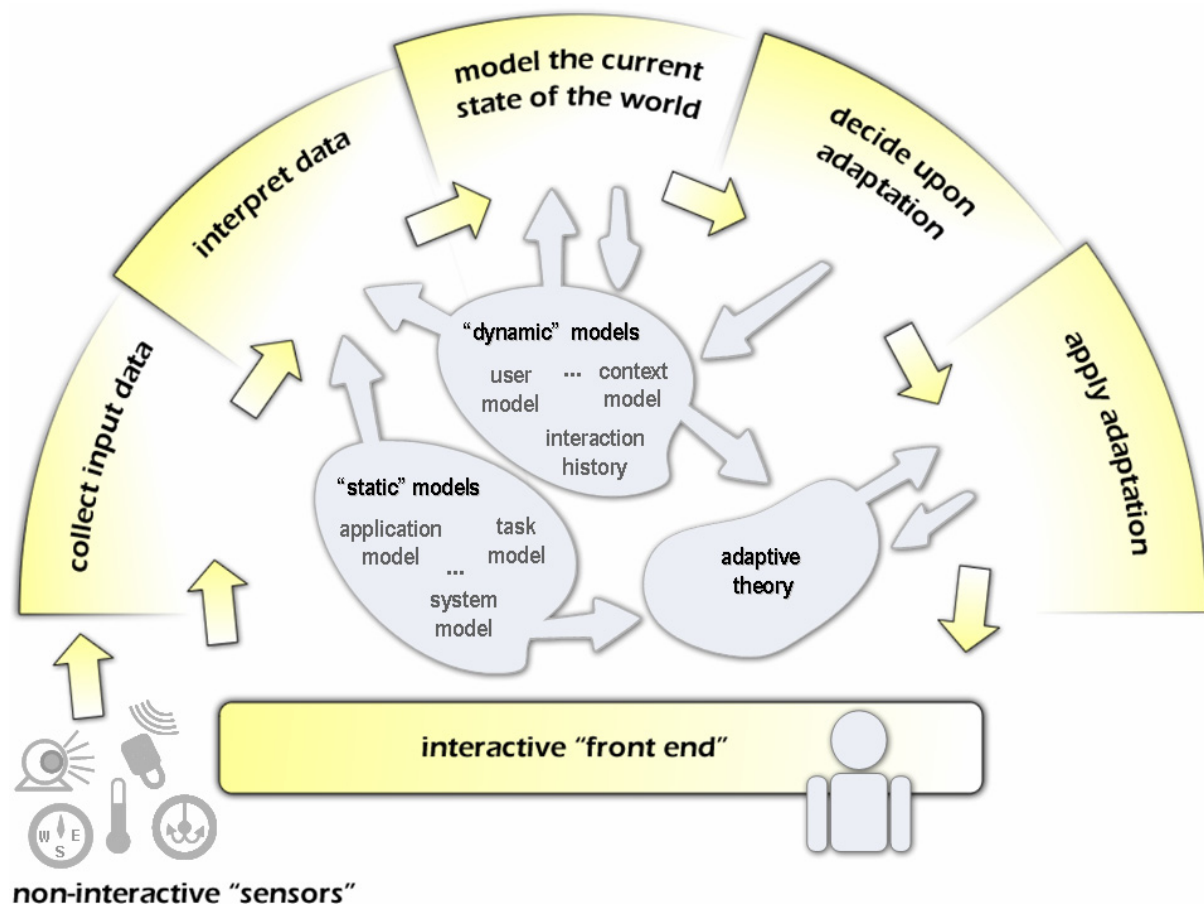 model the current
state of the world
decide upon
adaptation
interpret data
collect input data
apply adaptation
“dynamic” models
user
model
...
context
model
interaction
history
“static” models
application
model
task
model
...
system
model
adaptive
theory
interactive “front end”
W E
S
non-interactive “sensors”